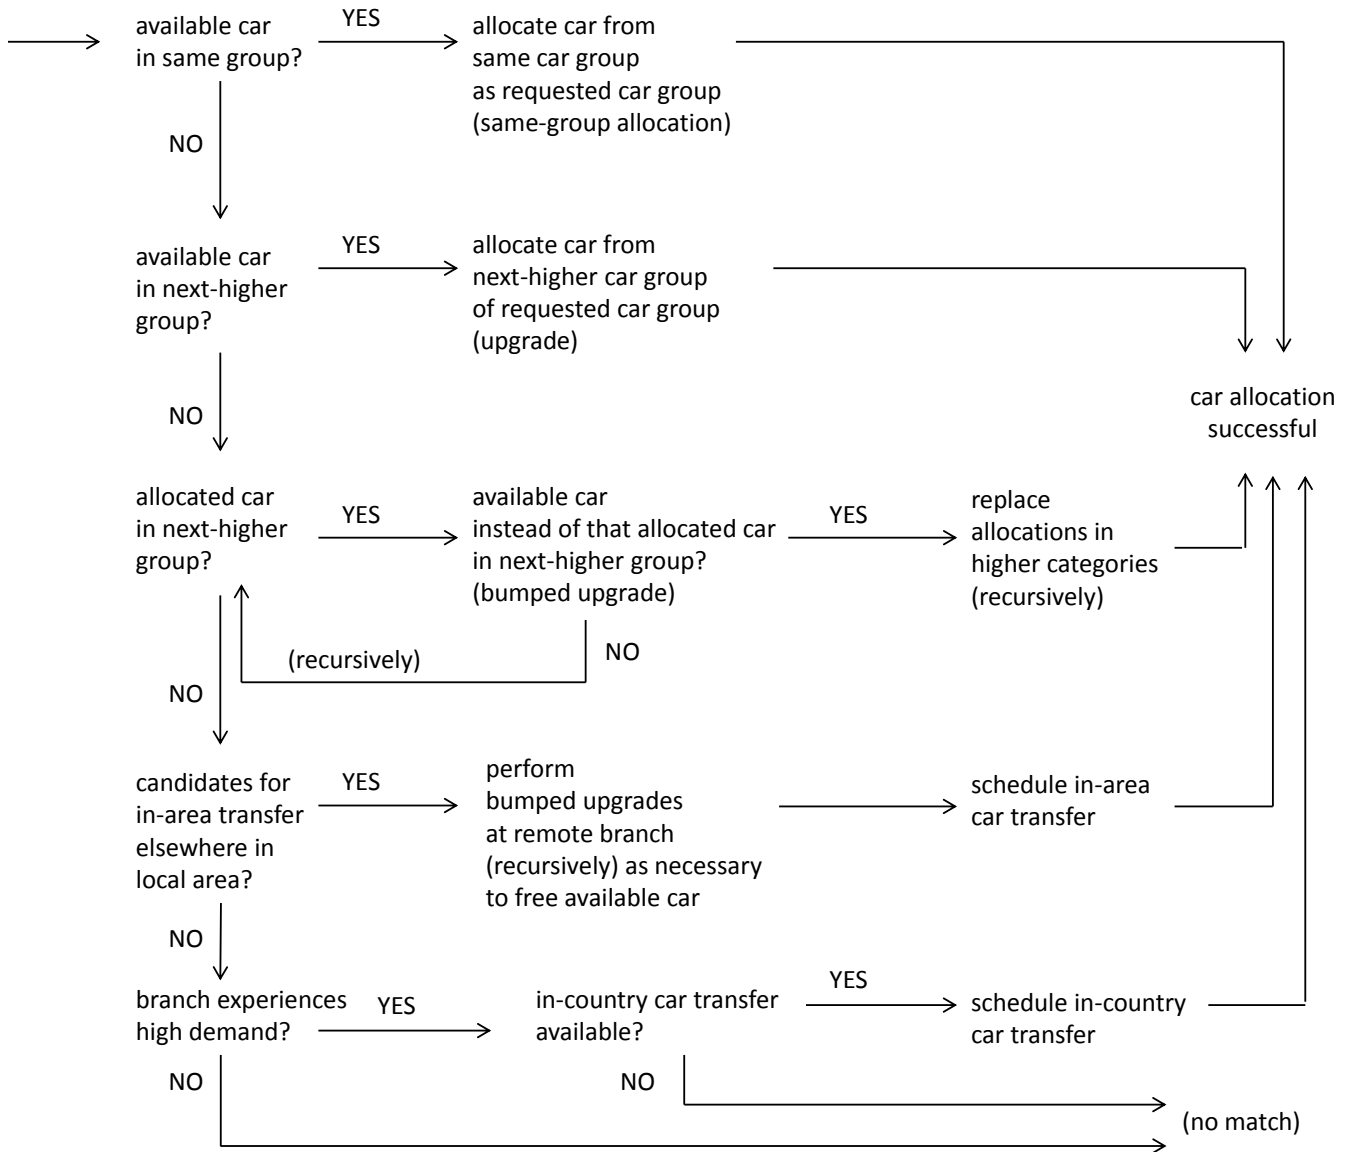 available car
in same group?
YES
allocate car from
same car group
as requested car group
(same-group allocation)
NO
available car
in next-higher
group?
YES
allocate car from
next-higher car group
of requested car group
(upgrade)
car allocation
successful
NO
allocated car
in next-higher
group?
YES
available car
instead of that allocated car
in next-higher group?
(bumped upgrade)
YES
replace
allocations in
higher categories
(recursively)
(recursively)
NO
NO
candidates for
in-area transfer
elsewhere in
local area?
YES
perform
bumped upgrades
at remote branch
(recursively) as necessary
to free available car
schedule in-area
car transfer
NO
branch experiences
high demand?
YES
in-country car transfer
available?
YES
schedule in-country
car transfer
NO
NO
(no match)